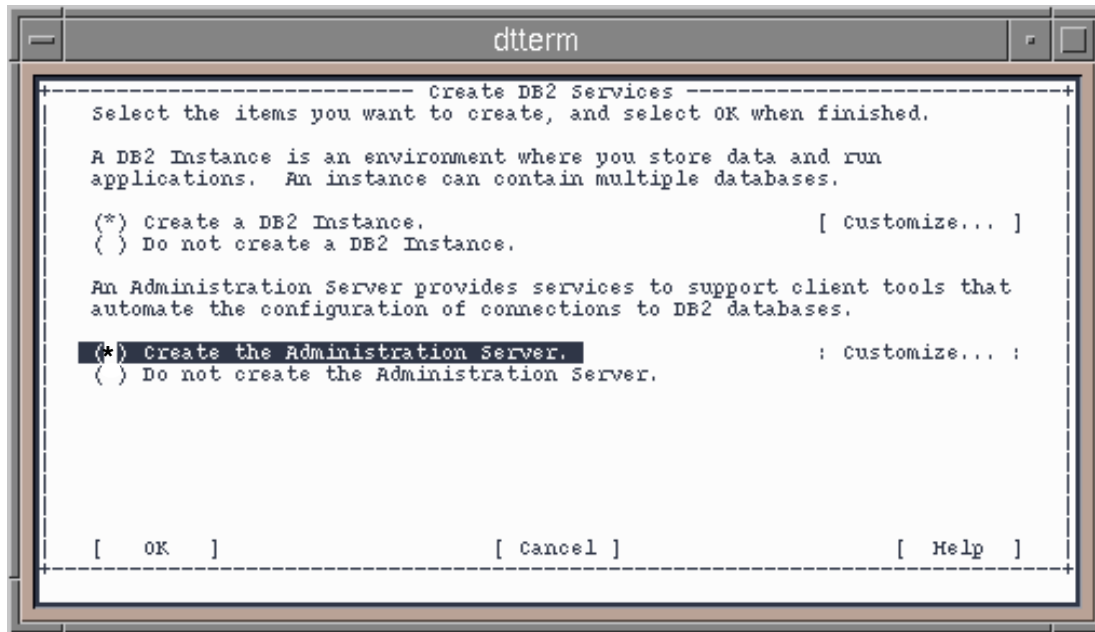 dtterm
Create DB2 Services
Select the items you want to create, and select OK when finished.
A DB2 Instance is an environment where you store data and run
applications.  An instance can contain multiple databases.
(*) Create a DB2 Instance. [ Customize... ]
( ) Do not create a DB2 Instance.
An Administration Server provides services to support client tools that
automate the configuration of connections to DB2 databases.
(*) Create the Administration Server. : Customize... :
( ) Do not create the Administration Server.
[ OK ] [ Cancel ] [ Help ]